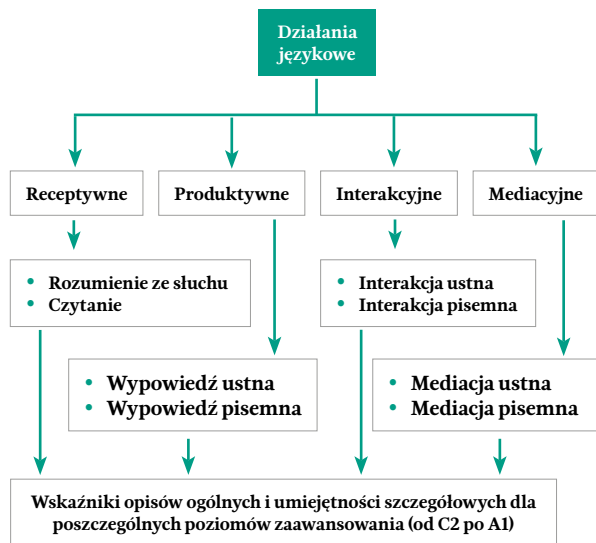 Działania
językowe
Receptywne
Produktywne
Interakcyjne
Mediacyjne
• Rozumienie ze słuchu
• Czytanie
• Interakcja ustna
• Interakcja pisemna
• Wypowiedź ustna
• Wypowiedź pisemna
• Mediacja ustna
• Mediacja pisemna
Wskaźniki opisów ogólnych i umiejętności szczegółowych dla
poszczególnych poziomów zaawansowania (od C2 po A1)